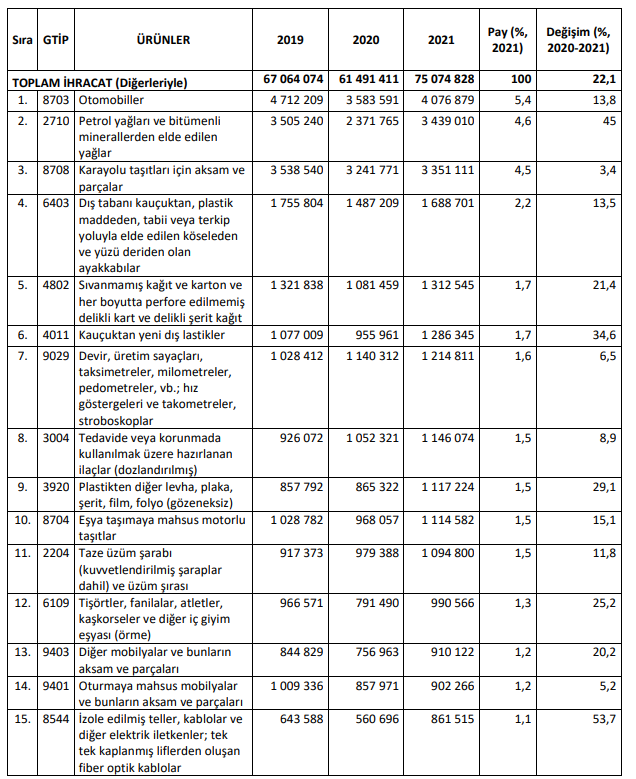 Sıra GTİP ÜRÜNLER 2019 2020 2021 Pay (%, 2021) Değişim (%, 2020-2021)
TOPLAM İHRACAT (Diğerleriyle) 67 064 074 61 491 411 75 074 828 100 22,1
1. 8703 Otomobiller 4 712 209 3 583 591 4 076 879 5,4 13,8
2. 2710 Petrol yağları ve bitümenli 3 505 240 2 371 765 3 439 010 4,6 45
minerallerden elde edilen
yağlar
3. 8708 Karayolu taşıtları için aksam ve 3 538 540 3 241 771 3 351 111 4,5 3,4
parçalar
4. 6403 Dış tabanı kauçuktan, plastik 1 755 804 1 487 209 1 688 701 2,2 13,5
maddeden, tabii veya terkip
yoluyla elde edilen köseleden
ve yüzü deriden olan
ayakkabılar
5. 4802 Sıvanmamış kağıt ve karton ve 1 321 838 1 081 459 1 312 545 1,7 21,4
her boyutta perfore edilmemiş
delikli kart ve delikli şerit kağıt
6. 4011 Kauçuktan yeni dış lastikler 1 077 009 955 961 1 286 345 1,7 34,6
7. 9029 Devir, üretim sayaçları, 1 028 412 1 140 312 1 214 811 1,6 6,5
taksimetreler, milometreler,
pedometreler, vb.; hız
göstergeleri ve takometreler,
stroboskoplar
8. 3004 Tedavide veya korunmada 926 072 1 052 321 1 146 074 1,5 8,9
kullanılmak üzere hazırlanan
ilaçlar (dozlandırılmış)
9. 3920 Plastikten diğer levha, plaka, 857 792 865 322 1 117 224 1,5 29,1
şerit, film, folyo (gözeneksiz)
10. 8704 Eşya taşımaya mahsus motorlu 1 028 782 968 057 1 114 582 1,5 15,1
taşıtlar
11. 2204 Taze üzüm şarabı 917 373 979 388 1 094 800 1,5 11,8
(kuvvetlendirilmiş şaraplar
dahil) ve üzüm şırası
12. 6109 Tişörtler, fanilalar, atletler, 966 571 791 490 990 566 1,3 25,2
kaşkorseler ve diğer iç giyim
eşyası (örme)
13. 9403 Diğer mobilyalar ve bunların 844 829 756 963 910 122 1,2 20,2
aksam ve parçaları
14. 9401 Oturmaya mahsus mobilyalar 1 009 336 857 971 902 266 1,2 5,2
ve bunların aksam ve parçaları
15. 8544 İzole edilmiş teller, kablolar ve 643 588 560 696 861 515 1,1 53,7
diğer elektrik iletkenler; tek
tek kaplanmış liflerden oluşan
fiber optik kablolar